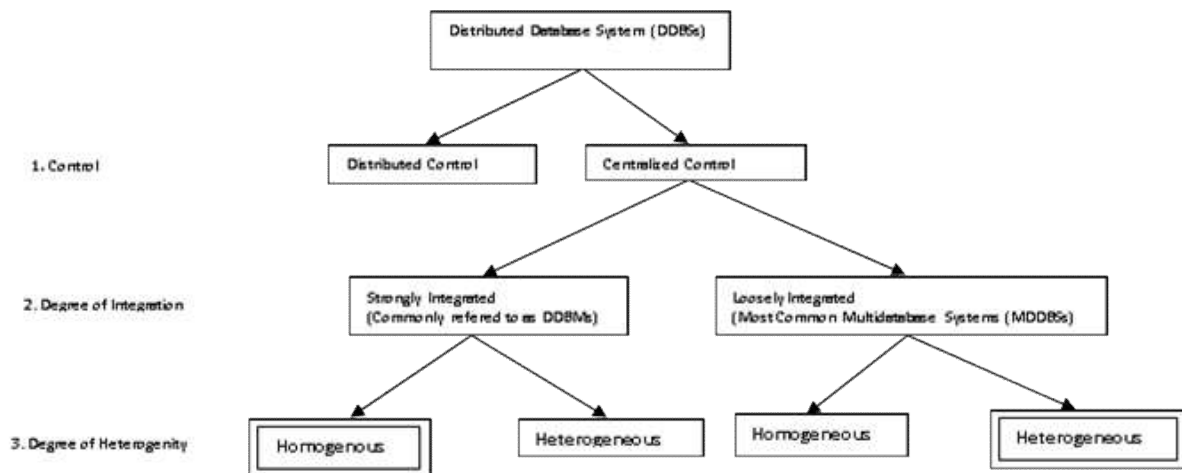 Distributed Database System (DDBSs)
1. Control
Distributed Control
Centralized Control
2. Degree of Integration
Strongly Integrated
(Commonly refered to as DDBMs)
Loosely Integrated
(Most Common Multidatabase Systems (MDDBSs)
3. Degree of Heterogenity
Homogenous
Heterogeneous
Homogeneous
Heterogeneous